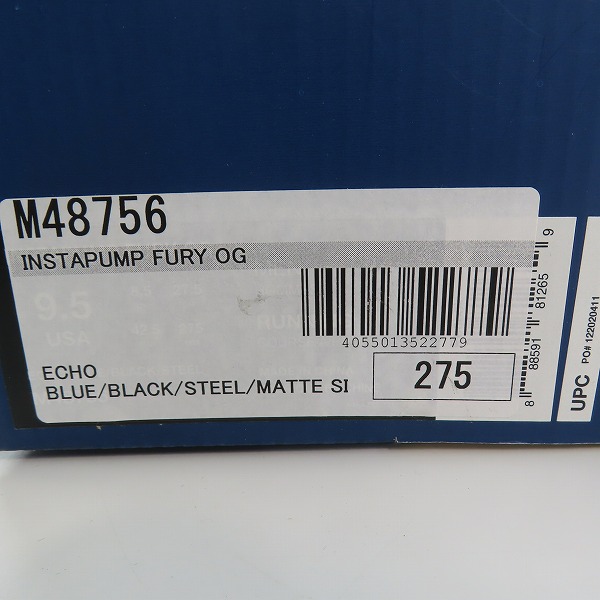 M48756
INSTAPUMP FURY OG
9.5
USA
275
4055013522779
ECHO
BLUE/BLACK/STEEL/MATTE SI
275
8 88591 81265 9
UPC
PO# 122020411